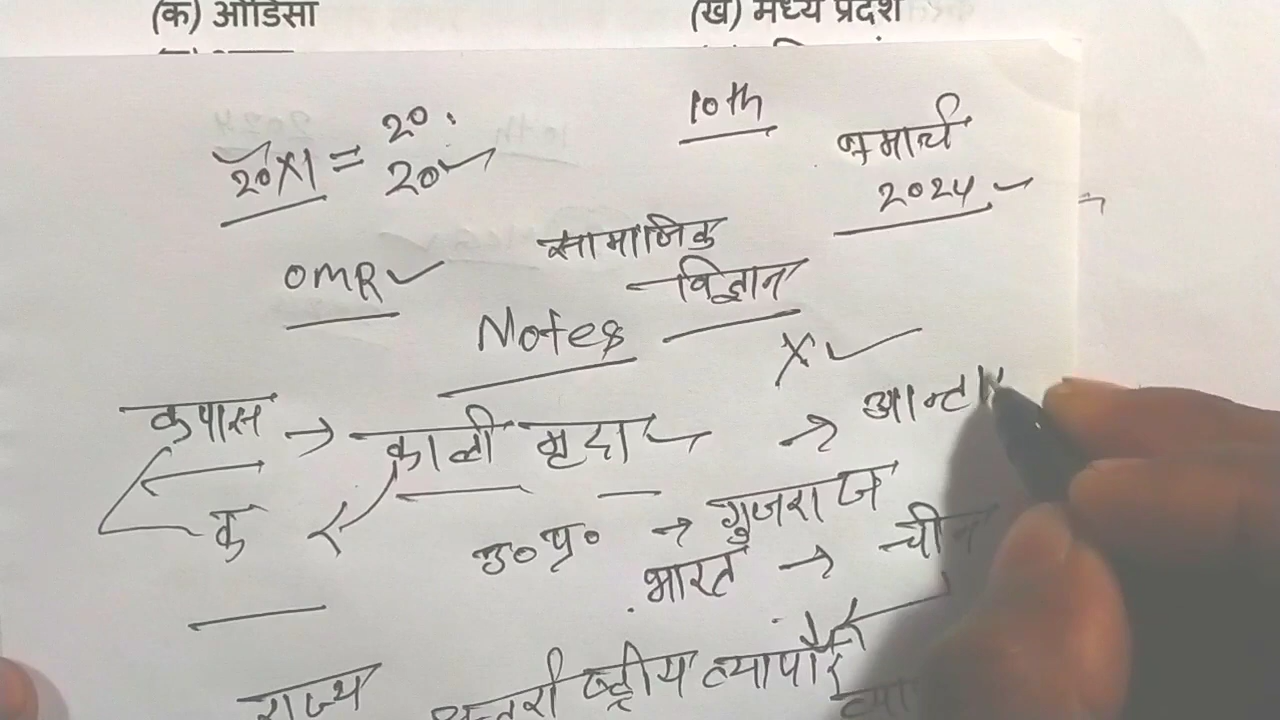 (क) ओडिसा (ख) मध्य प्रदेश
10th
20×1 = 20
20
मार्च
2024
OMR
सामाजिक
विज्ञान
Notes
कपास → काली मृदा → आन्त
क
उ०प्र० → गुजरात
भारत → चीन
राज्य
अन्तर्राष्ट्रीय व्यापार
व्या